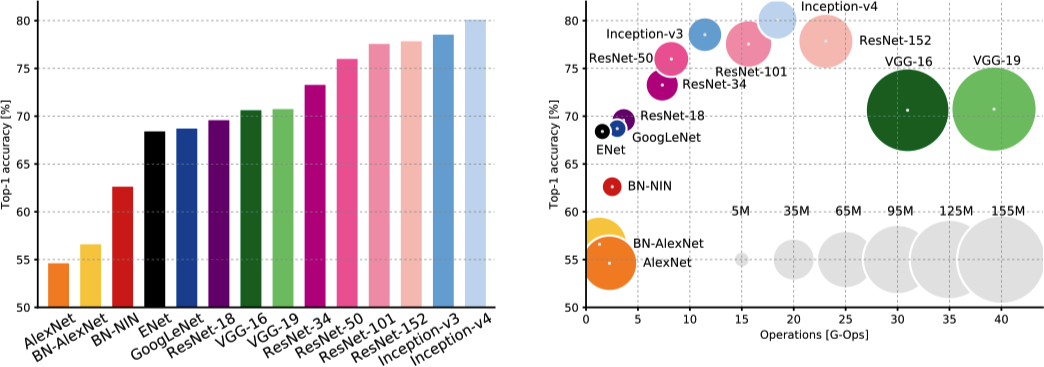 80
75
70
65
60
55
50
Top-1 accuracy [%]
AlexNet
BN-AlexNet
BN-NIN
ENet
GoogLeNet
ResNet-18
VGG-16
VGG-19
ResNet-34
ResNet-50
ResNet-101
ResNet-152
Inception-v3
Inception-v4
80
75
70
65
60
55
50
Top-1 accuracy [%]
Inception-v4
Inception-v3
ResNet-152
ResNet-50
ResNet-101
VGG-16
VGG-19
ResNet-34
ResNet-18
GoogLeNet
ENet
BN-NIN
5M 35M 65M 95M 125M 155M
BN-AlexNet
AlexNet
0 5 10 15 20 25 30 35 40
Operations [G-Ops]